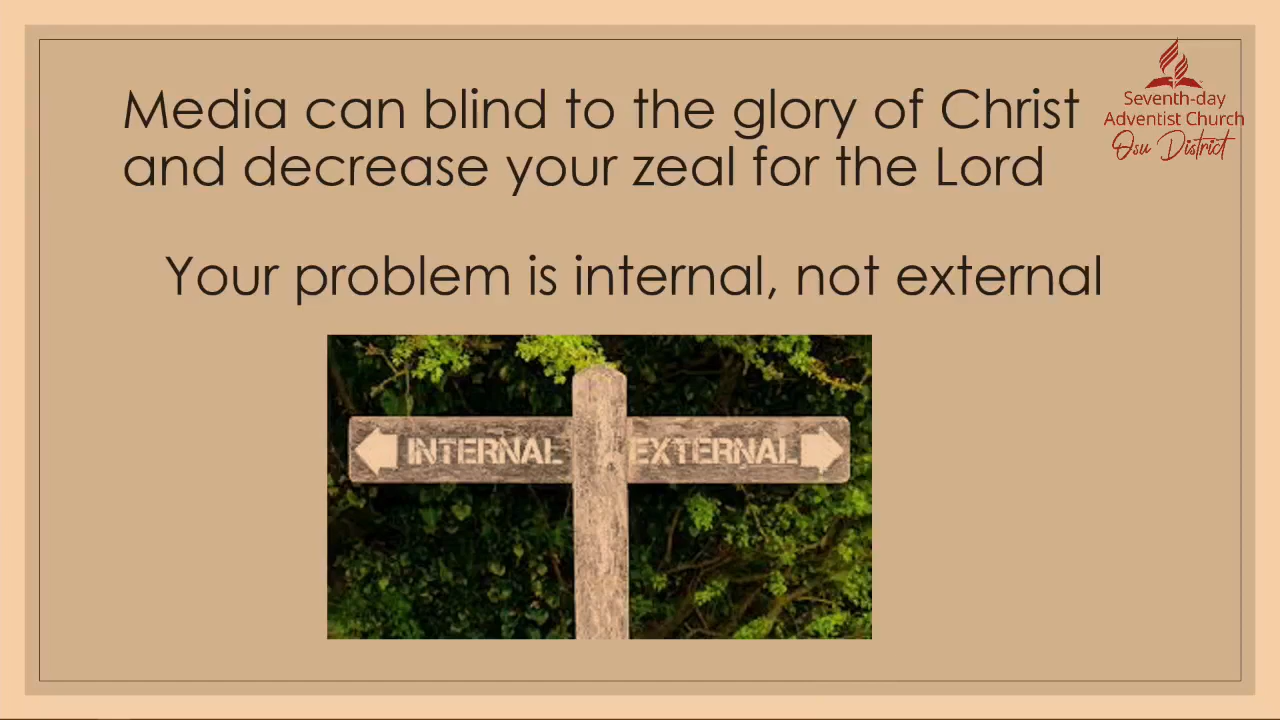 Media can blind to the glory of Christ
and decrease your zeal for the Lord
Seventh-day
Adventist Church
Osu District
Your problem is internal, not external
INTERNAL
EXTERNAL